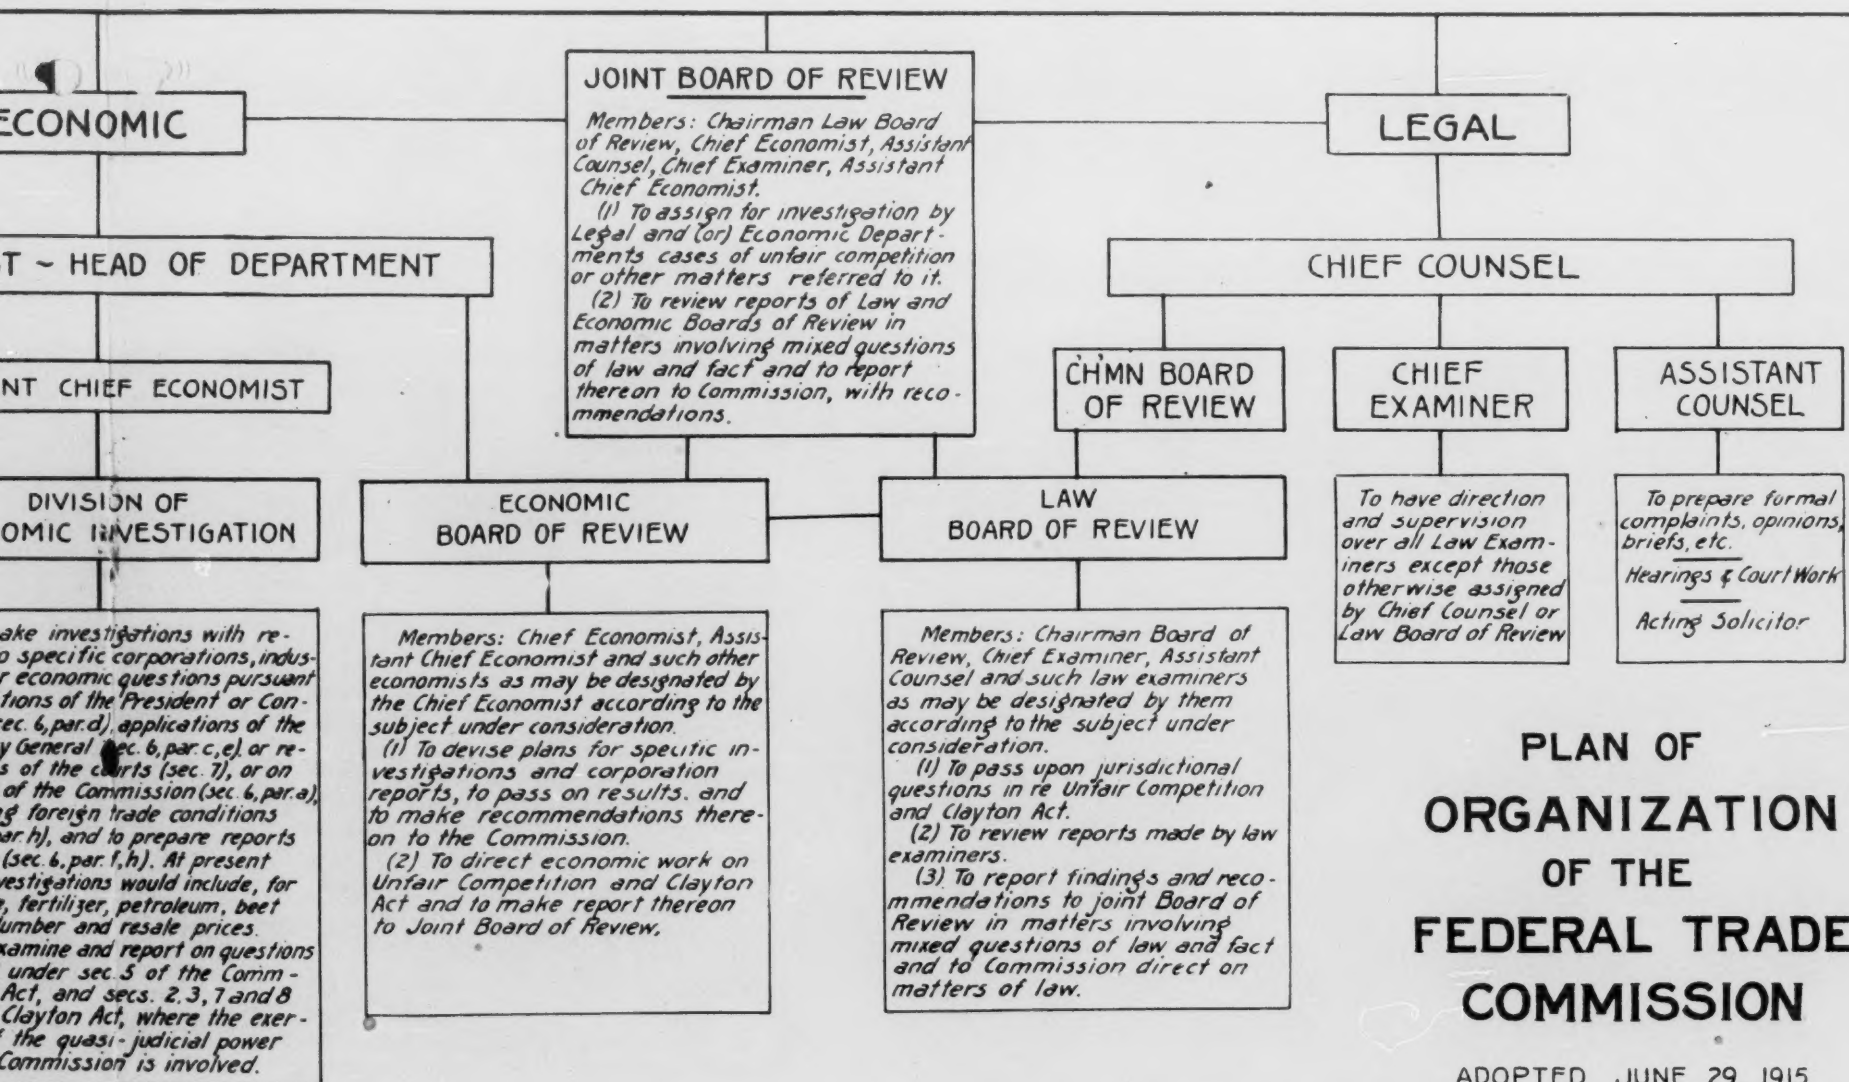 ECONOMIC
JOINT BOARD OF REVIEW
Members: Chairman Law Board
of Review, Chief Economist, Assistant
Counsel, Chief Examiner, Assistant
Chief Economist.
(1) To assign for investigation by
Legal and (or) Economic Depart-
ments cases of unfair competition
or other matters referred to it.
(2) To review reports of Law and
Economic Boards of Review in
matters involving mixed questions
of law and fact and to report
thereon to Commission, with reco-
mmendations.
LEGAL
~ HEAD OF DEPARTMENT
CHIEF COUNSEL
CHIEF ECONOMIST
CH'MN BOARD
OF REVIEW
CHIEF
EXAMINER
ASSISTANT
COUNSEL
DIVISION OF
INVESTIGATION
ECONOMIC
BOARD OF REVIEW
LAW
BOARD OF REVIEW
To have direction
and supervision
over all Law Exam-
iners except those
otherwise assigned
by Chief Counsel or
Law Board of Review
To prepare formal
complaints, opinions,
briefs, etc.
Hearings & Court Work
Acting Solicitor
investigations with re-
specific corporations, indus-
economic questions pursuant
of the President or Con-
6, par. d), applications of the
General (sec. 6, par. c, e), or re-
of the courts (sec. 7), or on
of the Commission (sec. 6, par. a),
foreign trade conditions
h), and to prepare reports
(sec. 6, par. f, h). At present
would include, for
fertilizer, petroleum, beet
and resale prices.
and report on questions
under sec. 5 of the Comm-
Act, and secs. 2, 3, 7 and 8
Clayton Act, where the exer-
the quasi-judicial power
Commission is involved.
Members: Chief Economist, Assis-
tant Chief Economist and such other
economists as may be designated by
the Chief Economist according to the
subject under consideration.
(1) To devise plans for specific in-
vestigations and corporation
reports, to pass on results. and
to make recommendations there-
on to the Commission.
(2) To direct economic work on
Unfair Competition and Clayton
Act and to make report thereon
to Joint Board of Review.
Members: Chairman Board of
Review, Chief Examiner, Assistant
Counsel and such law examiners
as may be designated by them
according to the subject under
consideration.
(1) To pass upon jurisdictional
questions in re Unfair Competition
and Clayton Act.
(2) To review reports made by law
examiners.
(3) To report findings and reco-
mmendations to joint Board of
Review in matters involving
mixed questions of law and fact
and to Commission direct on
matters of law.
PLAN OF
ORGANIZATION
OF THE
FEDERAL TRADE
COMMISSION
ADOPTED JUNE 29, 1915